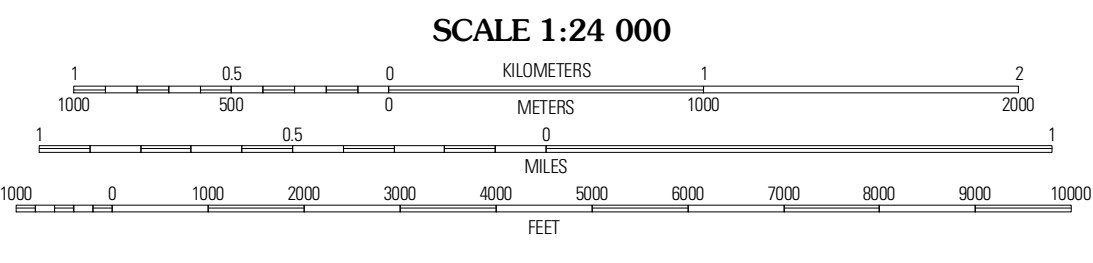 SCALE 1:24 000
1 0.5 0 KILOMETERS 1 2
1000 500 0 METERS 1000 2000
1 0.5 0 1
MILES
1000 0 1000 2000 3000 4000 5000 6000 7000 8000 9000 10000
FEET